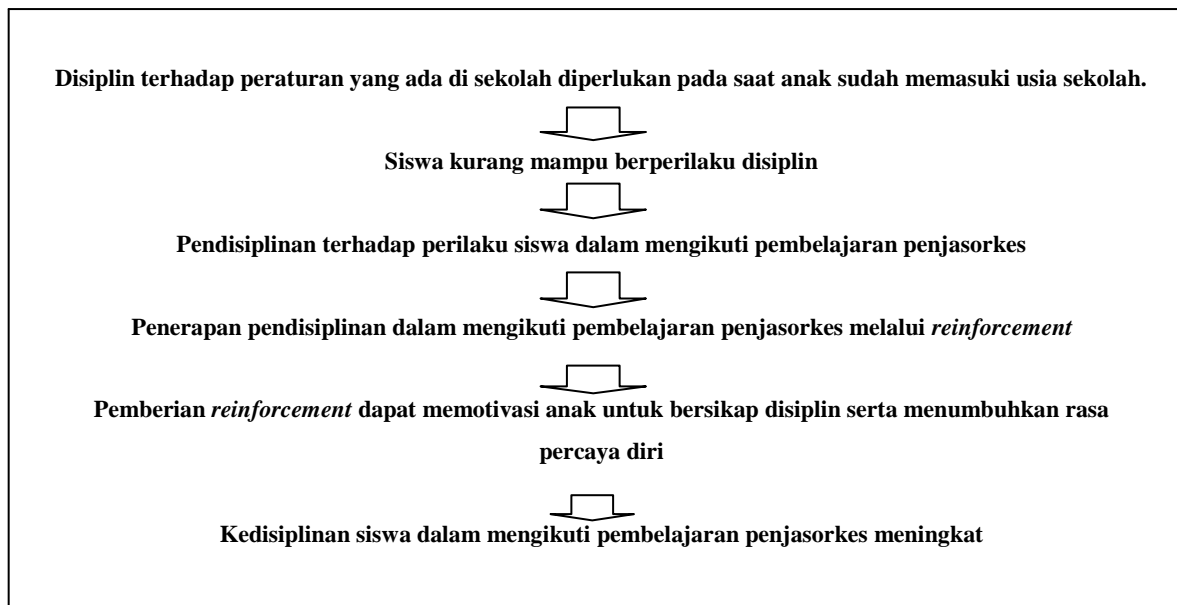 Disiplin terhadap peraturan yang ada di sekolah diperlukan pada saat anak sudah memasuki usia sekolah.
Siswa kurang mampu berperilaku disiplin
Pendisiplinan terhadap perilaku siswa dalam mengikuti pembelajaran penjasorkes
Penerapan pendisiplinan dalam mengikuti pembelajaran penjasorkes melalui reinforcement
Pemberian reinforcement dapat memotivasi anak untuk bersikap disiplin serta menumbuhkan rasa
percaya diri
Kedisiplinan siswa dalam mengikuti pembelajaran penjasorkes meningkat